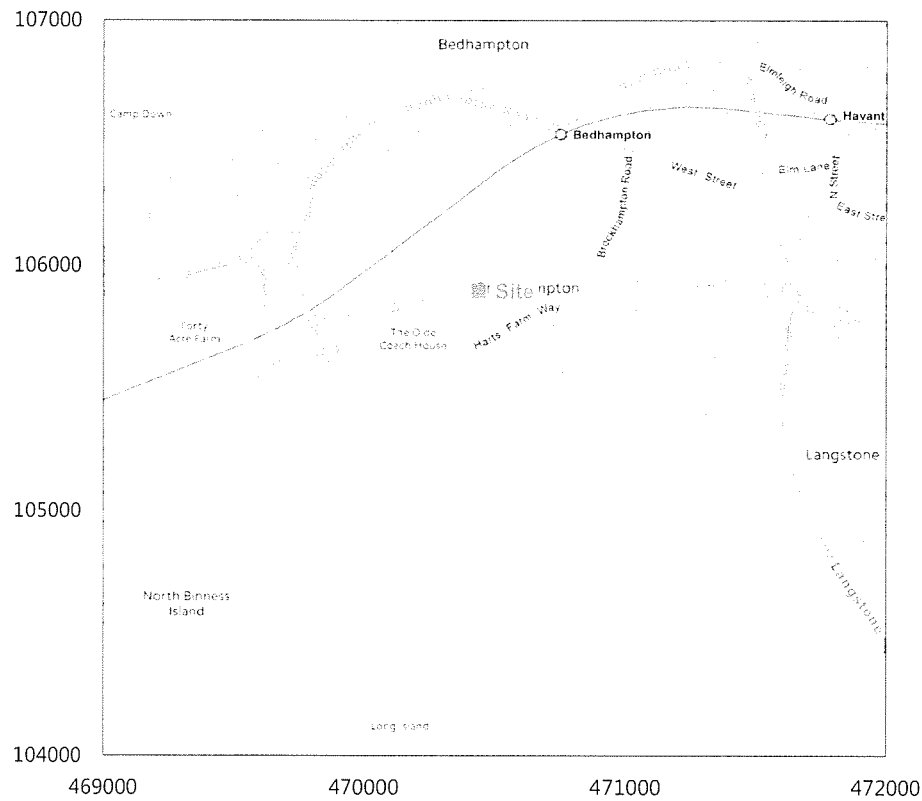 107000
Bedhampton
Elmleigh Road
Camp Down
Havant
Bedhampton
West Street
Elm Lane
N Street
Brockhampton Road
East Stre
106000
Site
mpton
Forty
Acre Farm
The Olde
Coach House
Harts Farm Way
Langstone
105000
North Binness
Island
Langstone
Long Island
104000
469000
470000
471000
472000